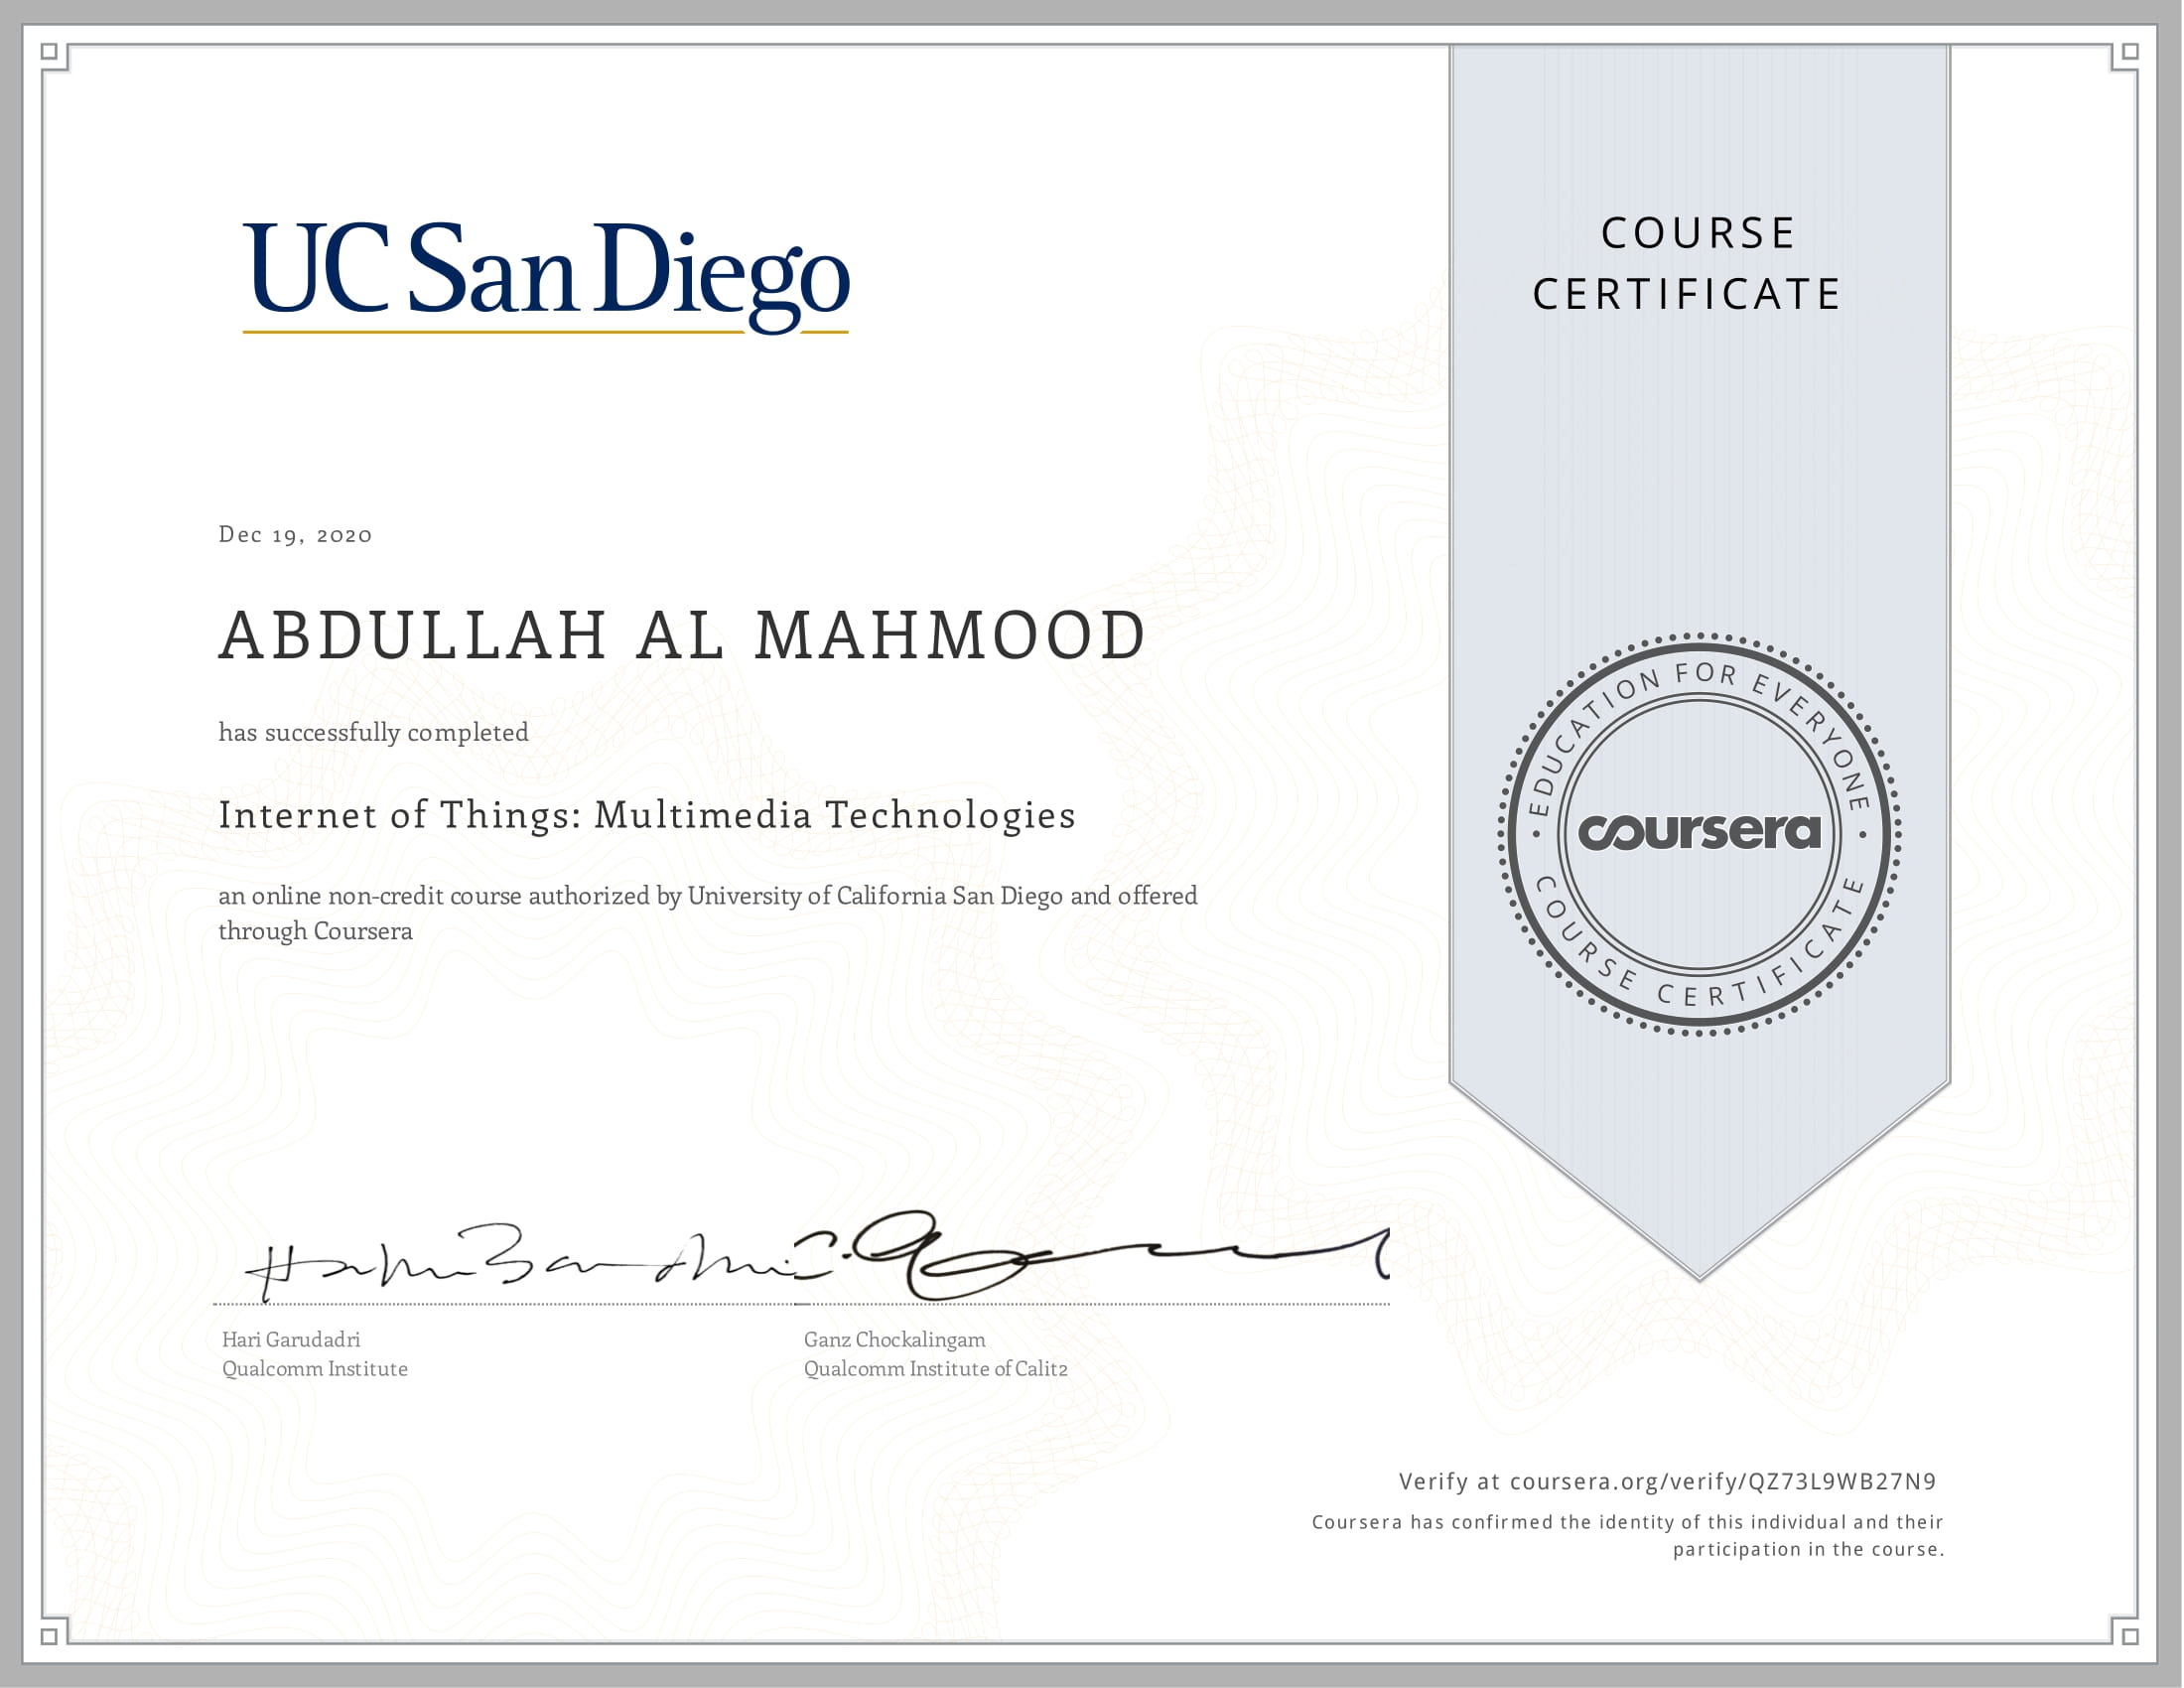 UC San Diego
COURSE
CERTIFICATE
Dec 19, 2020
ABDULLAH AL MAHMOOD
has successfully completed
Internet of Things: Multimedia Technologies
an online non-credit course authorized by University of California San Diego and offered
through Coursera
EDUCATION FOR EVERYONE
coursera
COURSE CERTIFICATE
Hari Garudadri
Qualcomm Institute
Ganz Chockalingam
Qualcomm Institute of Calit2
Verify at coursera.org/verify/QZ73L9WB27N9
Coursera has confirmed the identity of this individual and their
participation in the course.